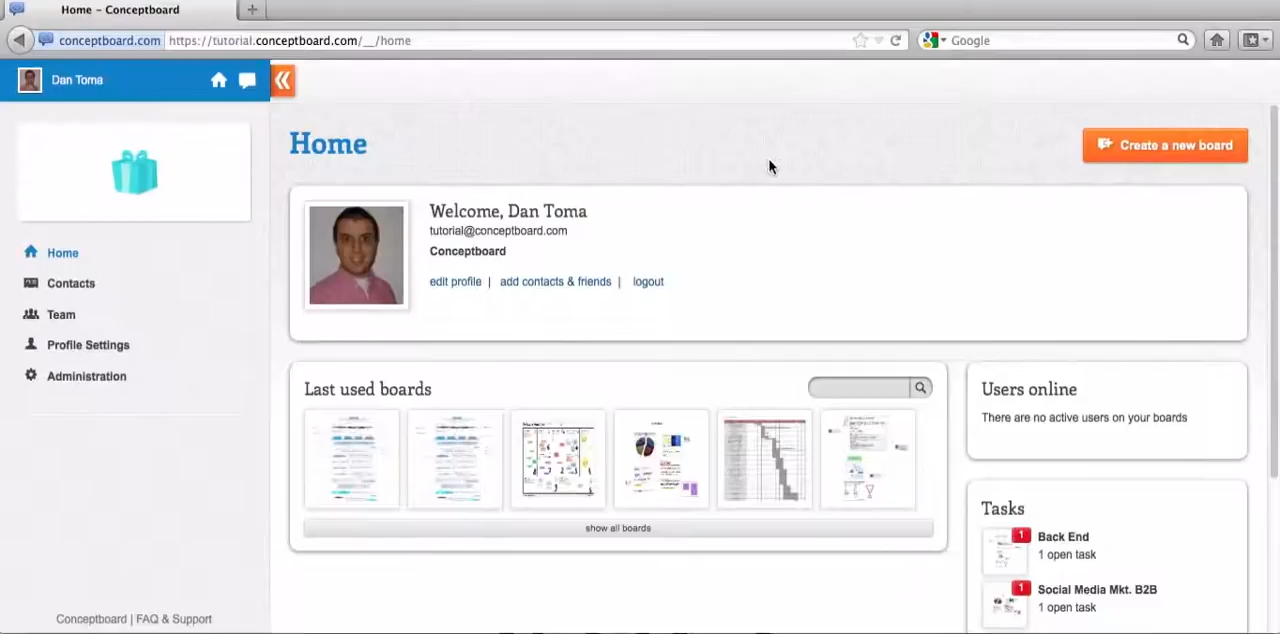 Home – Conceptboard
conceptboard.com https://tutorial.conceptboard.com/__/home
Google
Dan Toma
Home
Create a new board
Welcome, Dan Toma
tutorial@conceptboard.com
Conceptboard
edit profile | add contacts & friends | logout
Home
Contacts
Team
Profile Settings
Administration
Last used boards
show all boards
Users online
There are no active users on your boards
Tasks
1 Back End
1 open task
1 Social Media Mkt. B2B
1 open task
Conceptboard | FAQ & Support